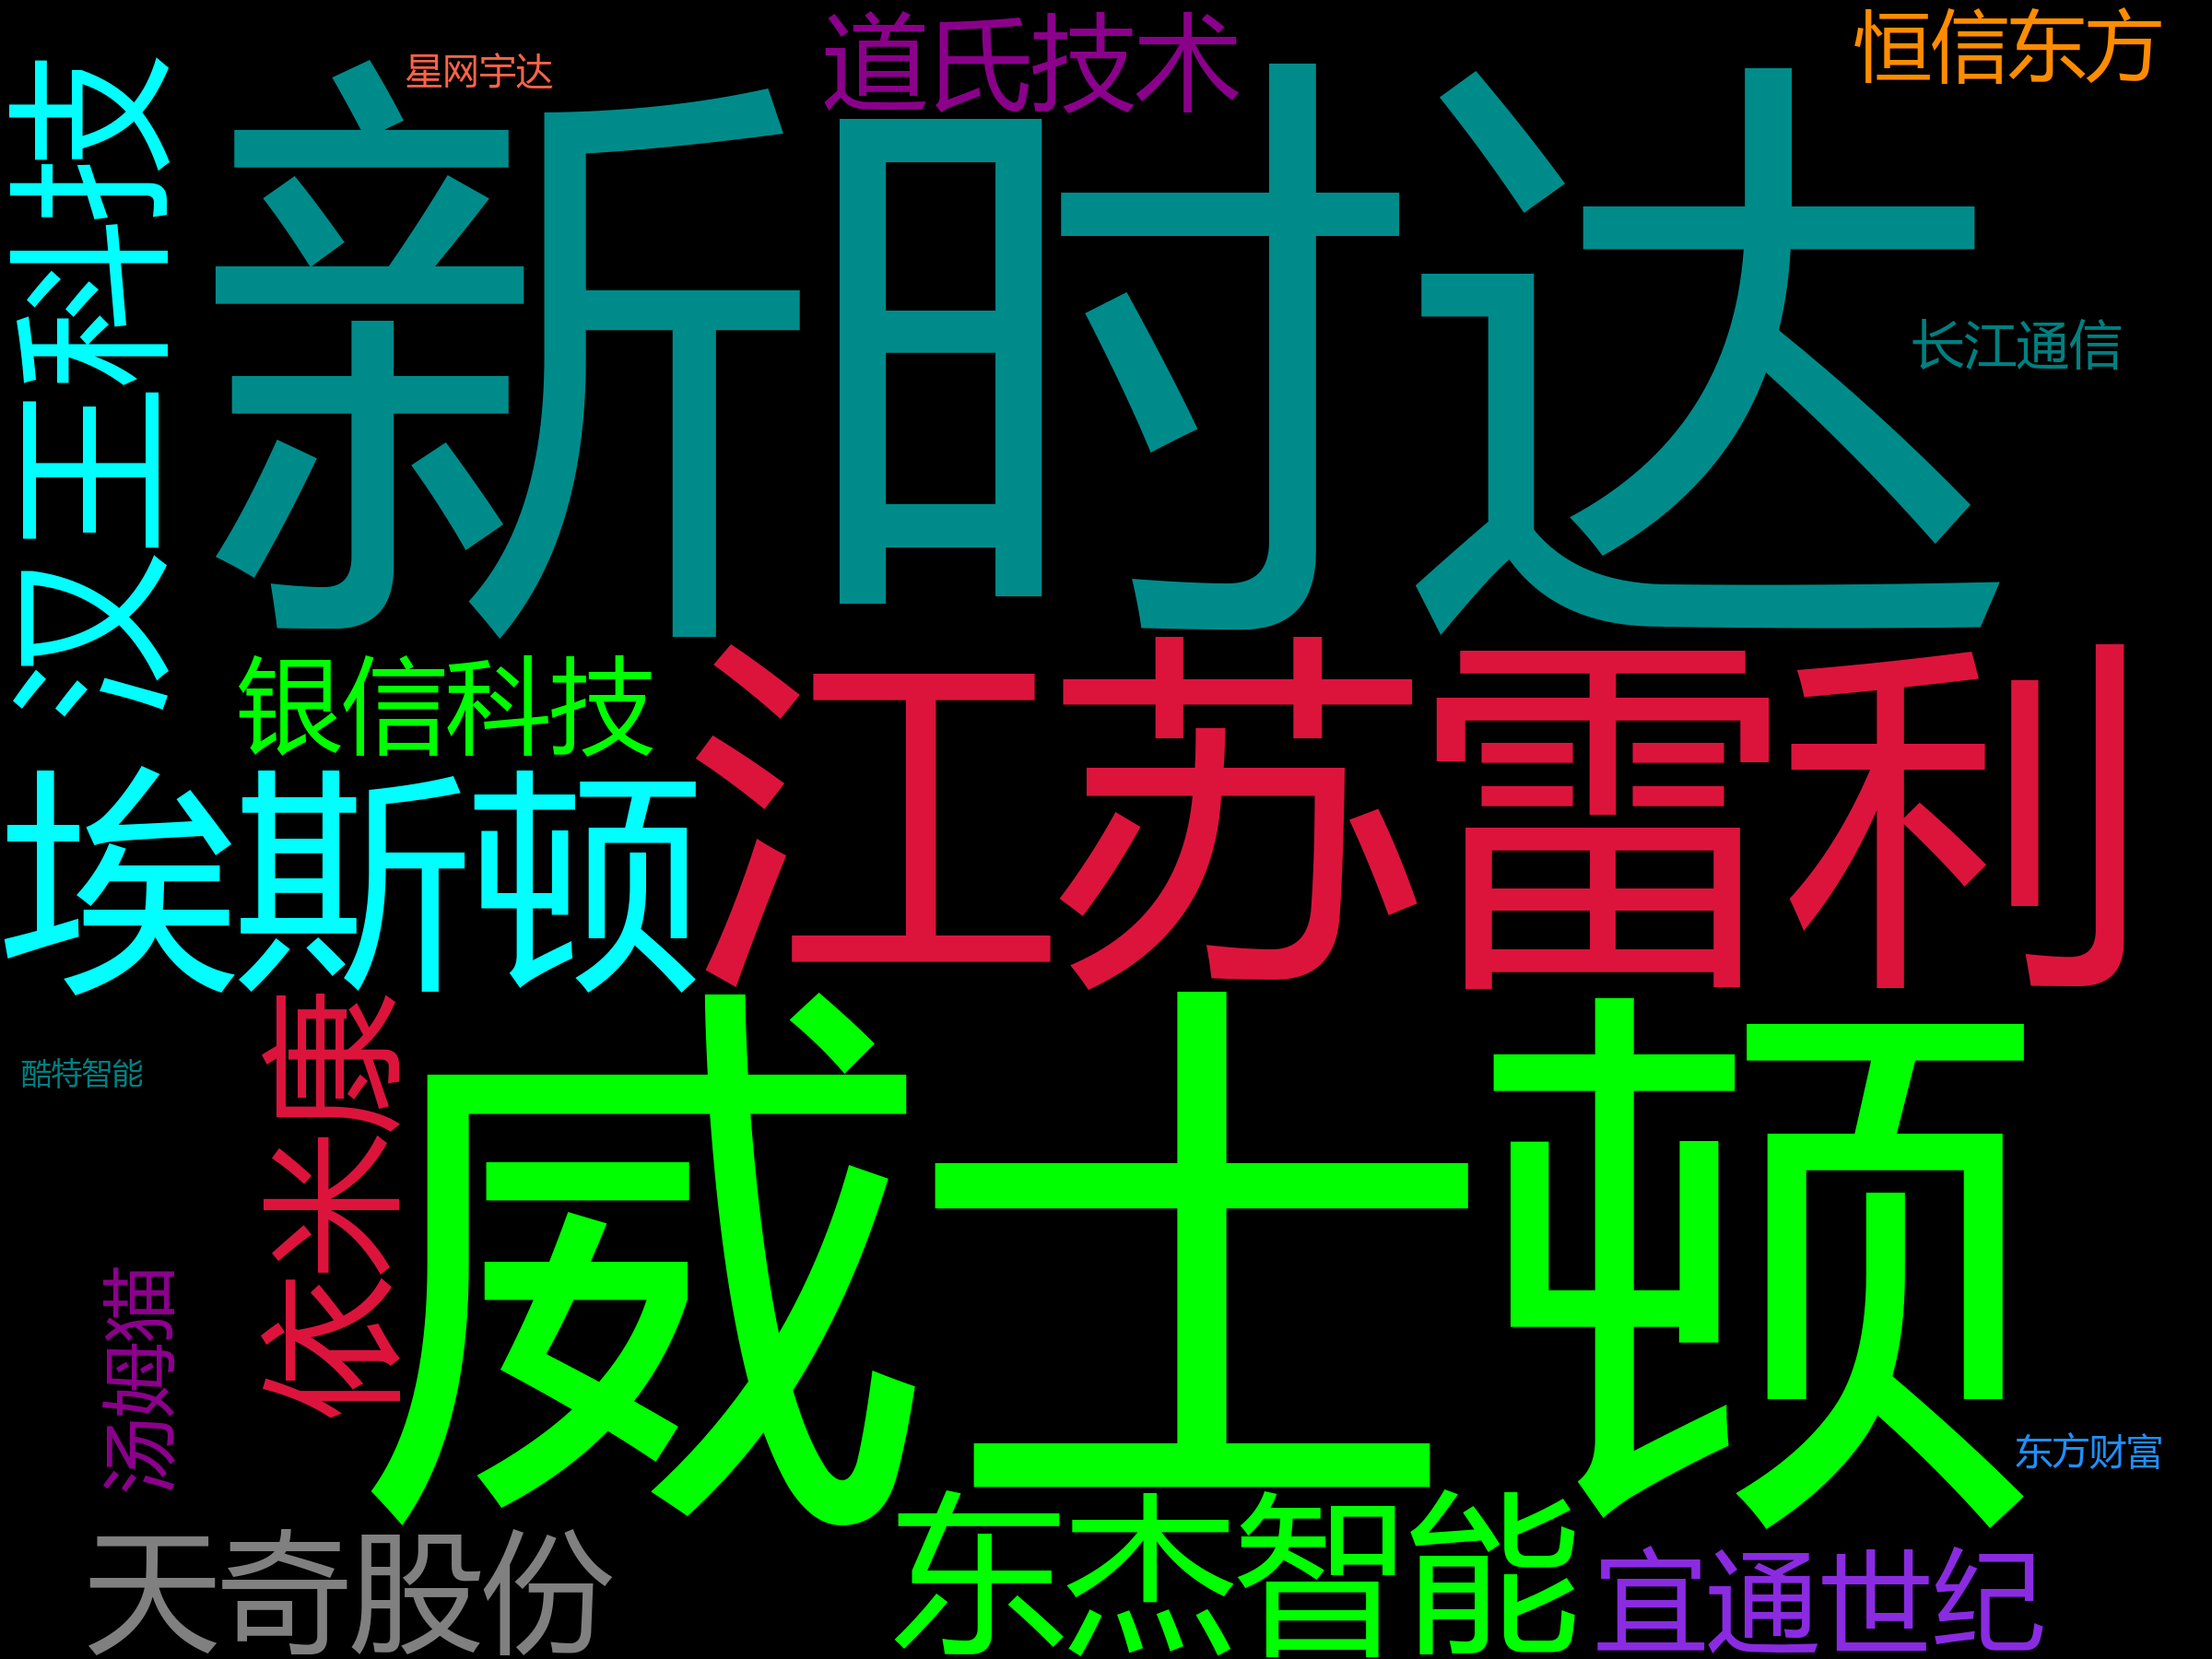 道氏技术
恒信东方
星网宇达
新时达
汉王科技
长江通信
银信科技
江苏雷利
埃斯顿
威士顿
酷特智能
依米康
汤姆猫
东方财富
天奇股份
东杰智能
宜通世纪